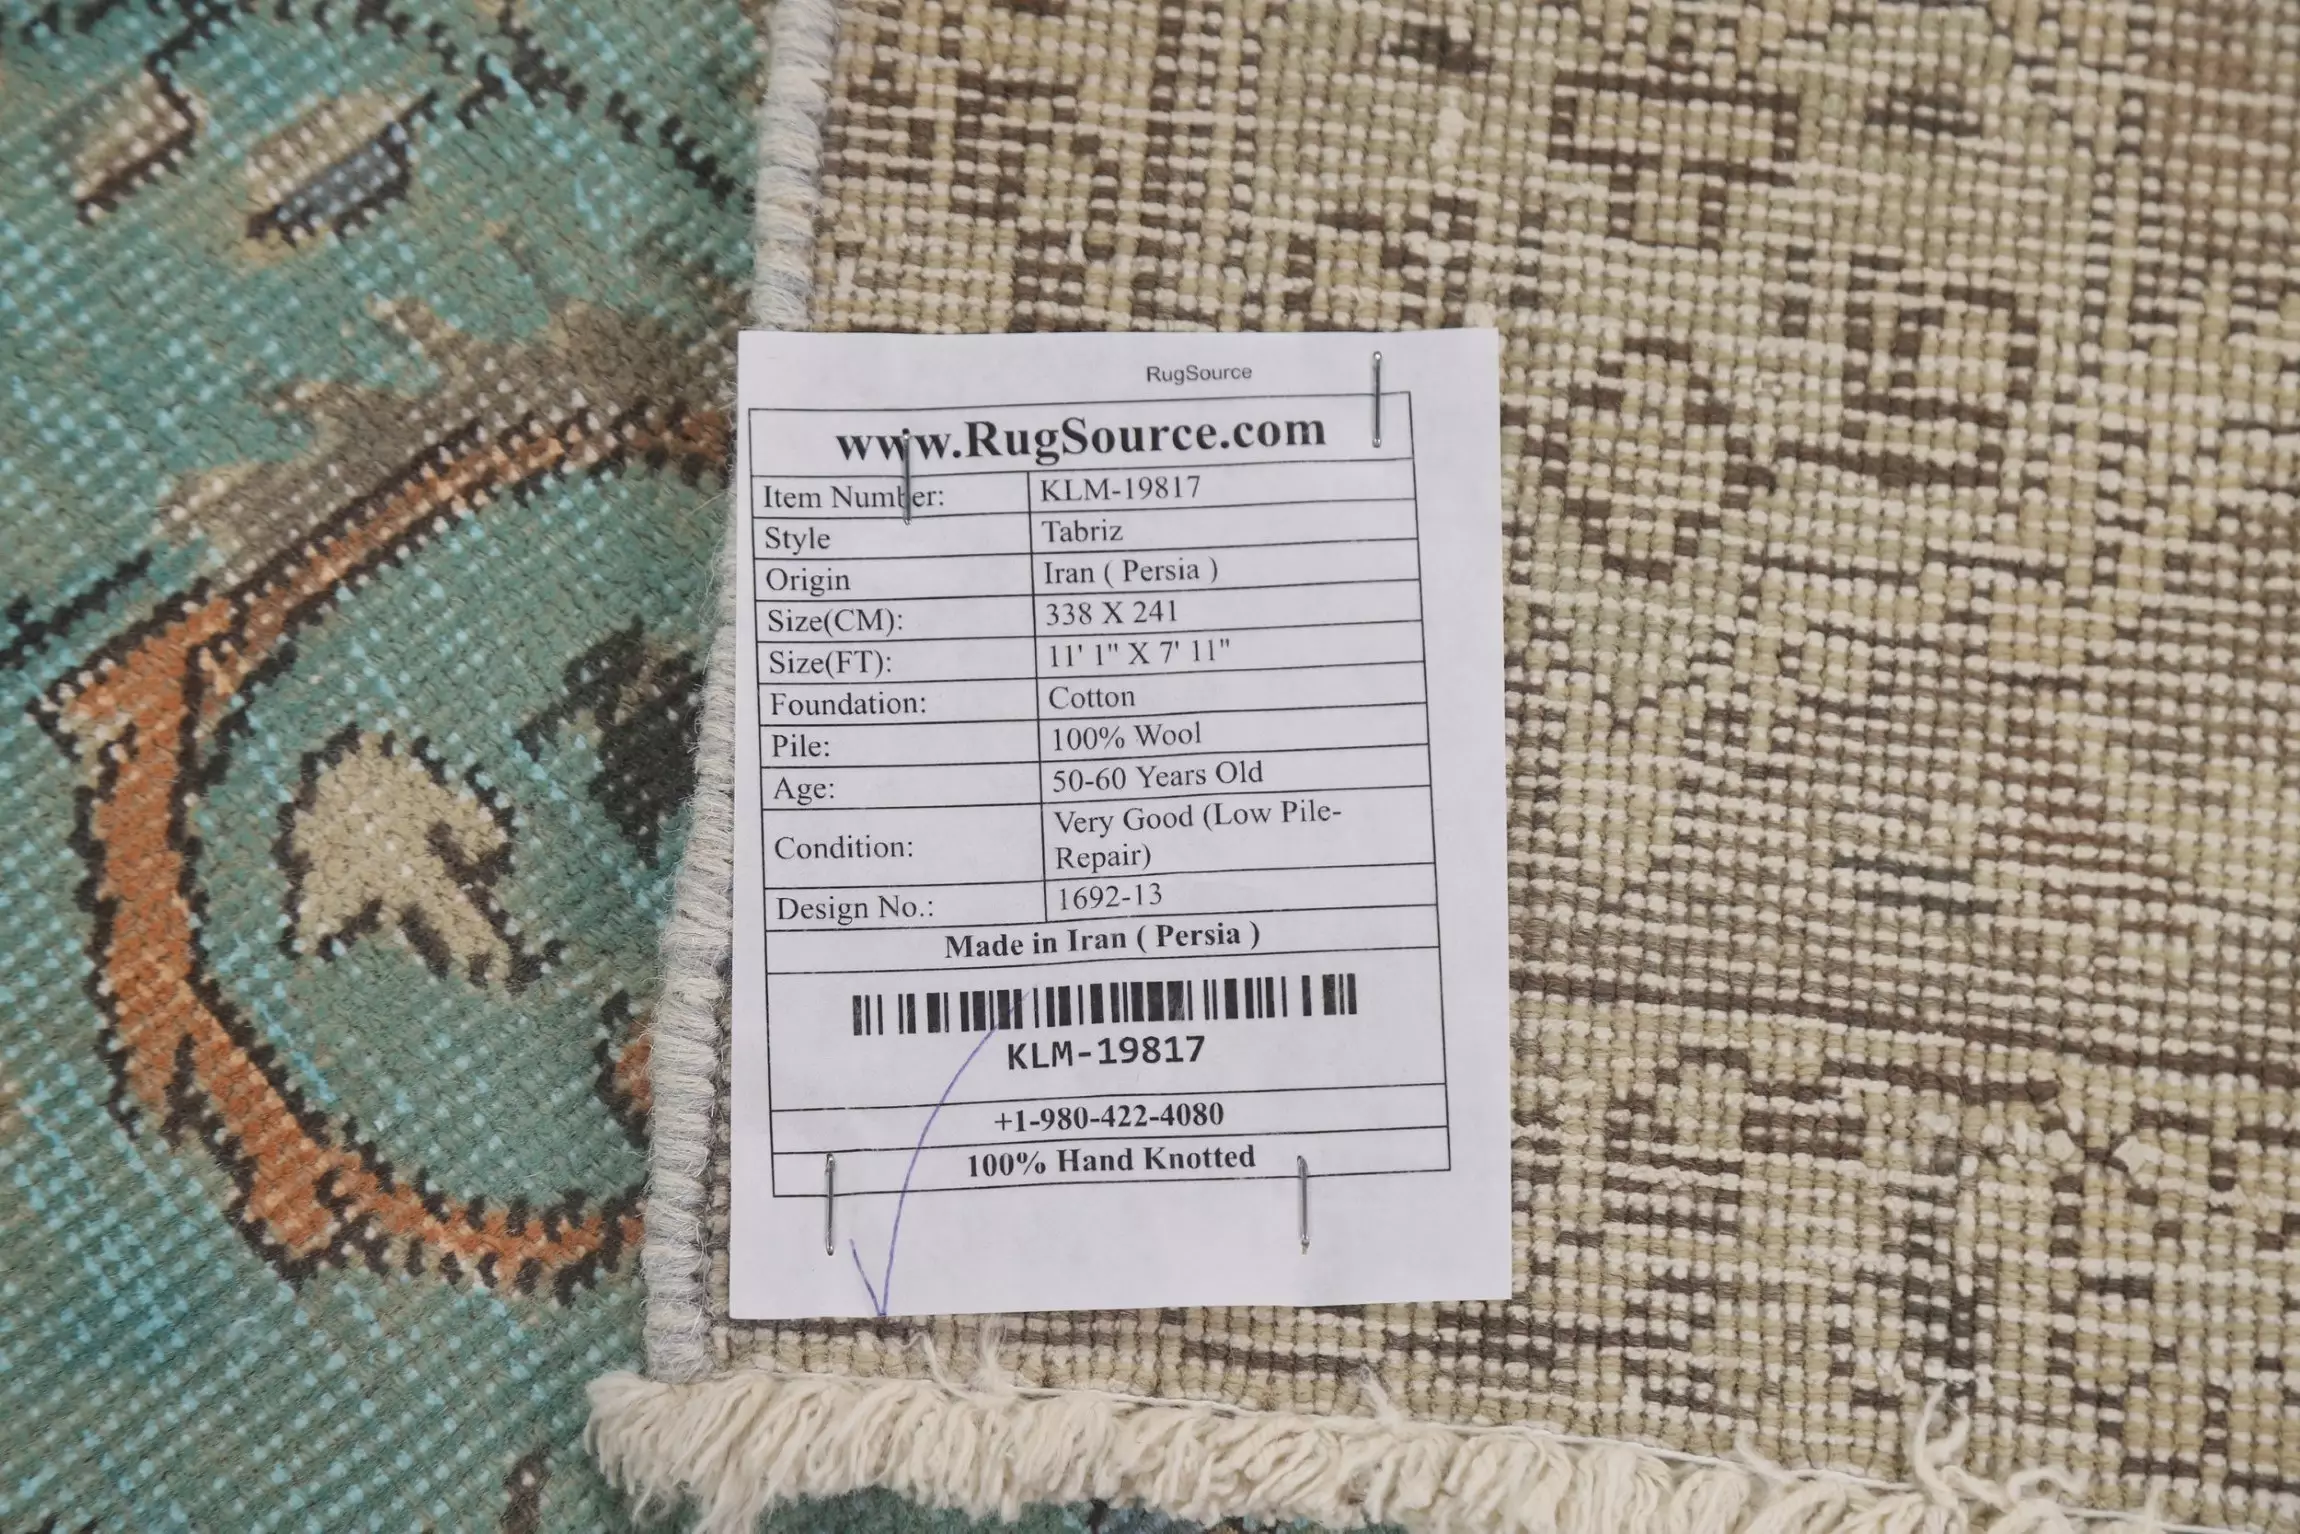 RugSource
www.RugSource.com
Item Number: KLM-19817
Style Tabriz
Origin Iran ( Persia )
Size(CM): 338 X 241
Size(FT): 11' 1" X 7' 11"
Foundation: Cotton
Pile: 100% Wool
Age: 50-60 Years Old
Condition: Very Good (Low Pile-
Repair)
Design No.: 1692-13
Made in Iran ( Persia )
KLM-19817
+1-980-422-4080
100% Hand Knotted